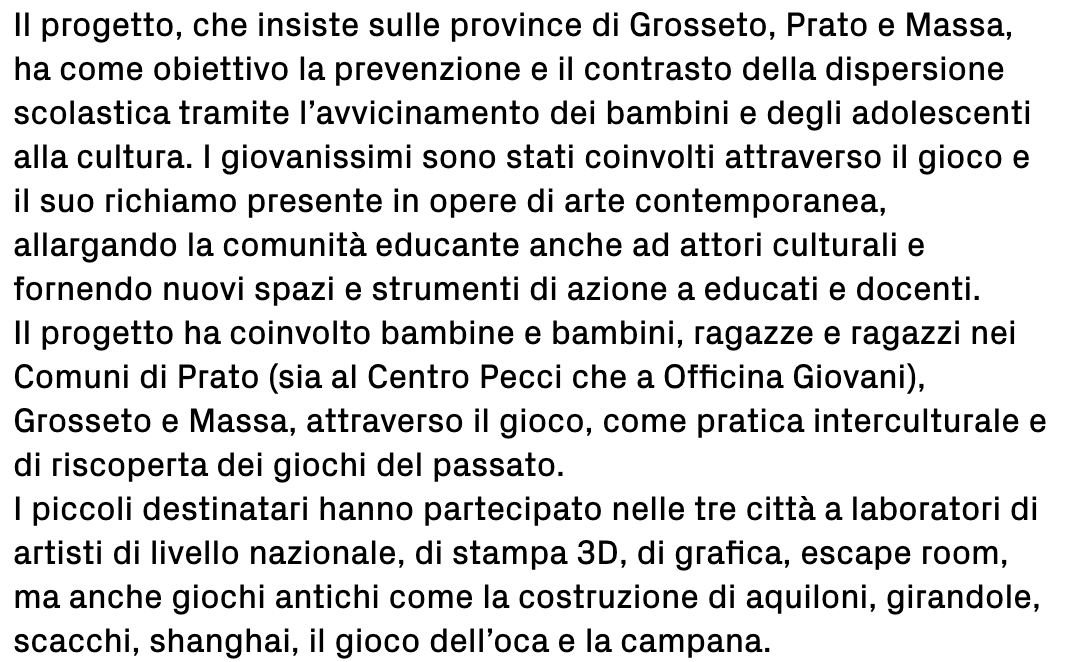 Il progetto, che insiste sulle province di Grosseto, Prato e Massa,
ha come obiettivo la prevenzione e il contrasto della dispersione
scolastica tramite l’avvicinamento dei bambini e degli adolescenti
alla cultura. I giovanissimi sono stati coinvolti attraverso il gioco e
il suo richiamo presente in opere di arte contemporanea,
allargando la comunità educante anche ad attori culturali e
fornendo nuovi spazi e strumenti di azione a educati e docenti.
Il progetto ha coinvolto bambine e bambini, ragazze e ragazzi nei
Comuni di Prato (sia al Centro Pecci che a Officina Giovani),
Grosseto e Massa, attraverso il gioco, come pratica interculturale e
di riscoperta dei giochi del passato.
I piccoli destinatari hanno partecipato nelle tre città a laboratori di
artisti di livello nazionale, di stampa 3D, di grafica, escape room,
ma anche giochi antichi come la costruzione di aquiloni, girandole,
scacchi, shanghai, il gioco dell’oca e la campana.